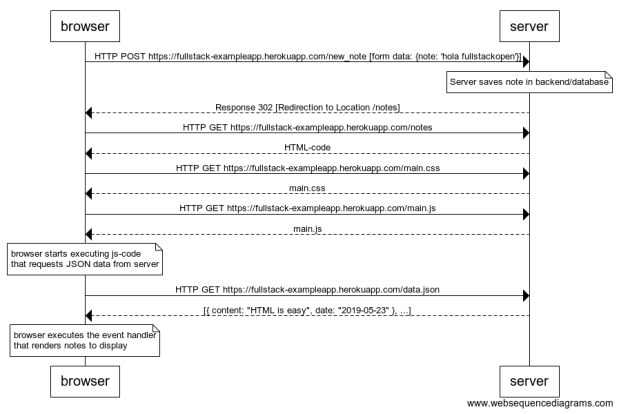 browser
server
HTTP POST https://fullstack-exampleapp.herokuapp.com/new_note [form data: {note: 'hola fullstackopen'}]
Server saves note in backend/database
Response 302 [Redirection to Location /notes]
HTTP GET https://fullstack-exampleapp.herokuapp.com/notes
HTML-code
HTTP GET https://fullstack-exampleapp.herokuapp.com/main.css
main.css
HTTP GET https://fullstack-exampleapp.herokuapp.com/main.js
main.js
browser starts executing js-code
that requests JSON data from server
HTTP GET https://fullstack-exampleapp.herokuapp.com/data.json
[{ content: "HTML is easy", date: "2019-05-23" }, ...]
browser executes the event handler
that renders notes to display
browser
server
www.websequencediagrams.com